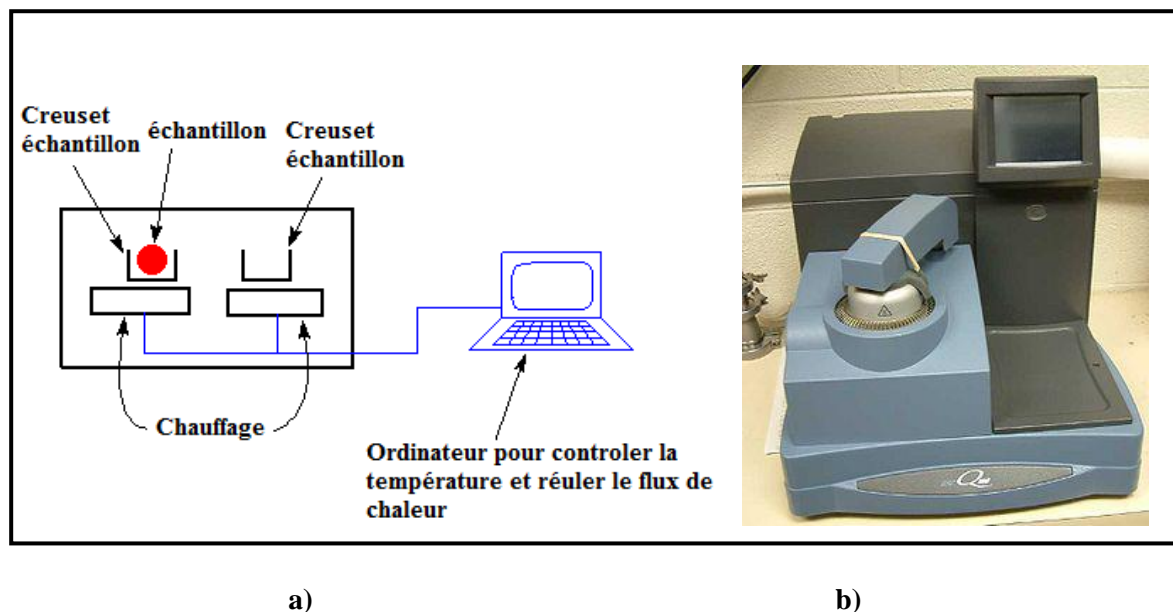 Creuset
échantillon
échantillon
Creuset
échantillon
Chauffage
Ordinateur pour controler la
température et réuler le flux de
chaleur
Q
a)
b)